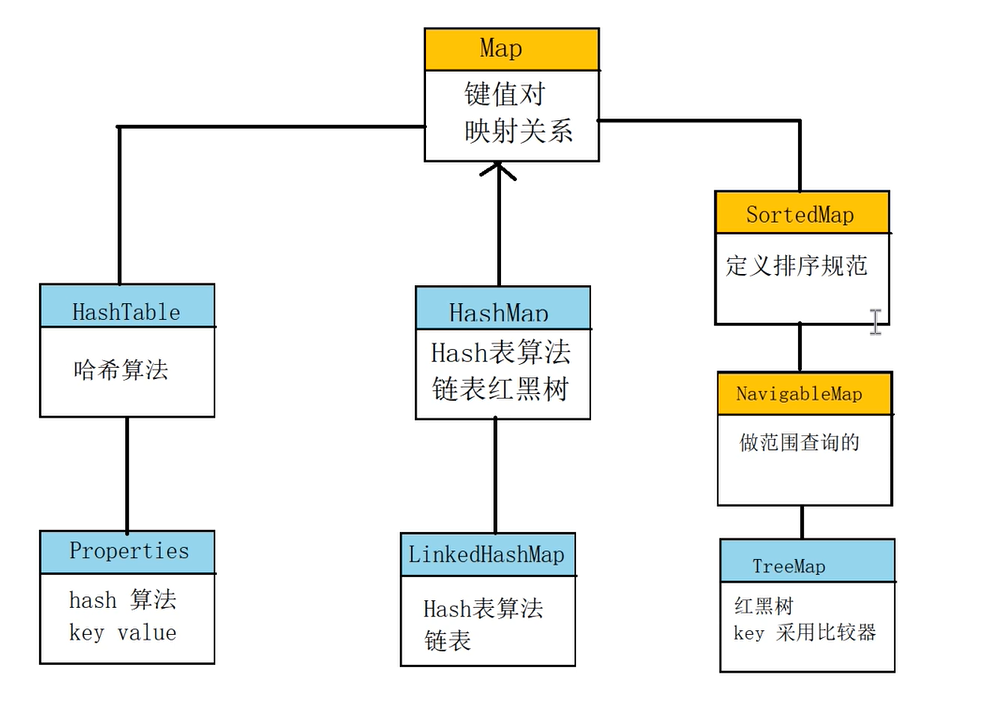 Map
键值对
映射关系
SortedMap
定义排序规范
HashTable
哈希算法
HashMap
Hash表算法
链表红黑树
NavigableMap
做范围查询的
Properties
hash 算法
key value
LinkedHashMap
Hash表算法
链表
TreeMap
红黑树
key 采用比较器